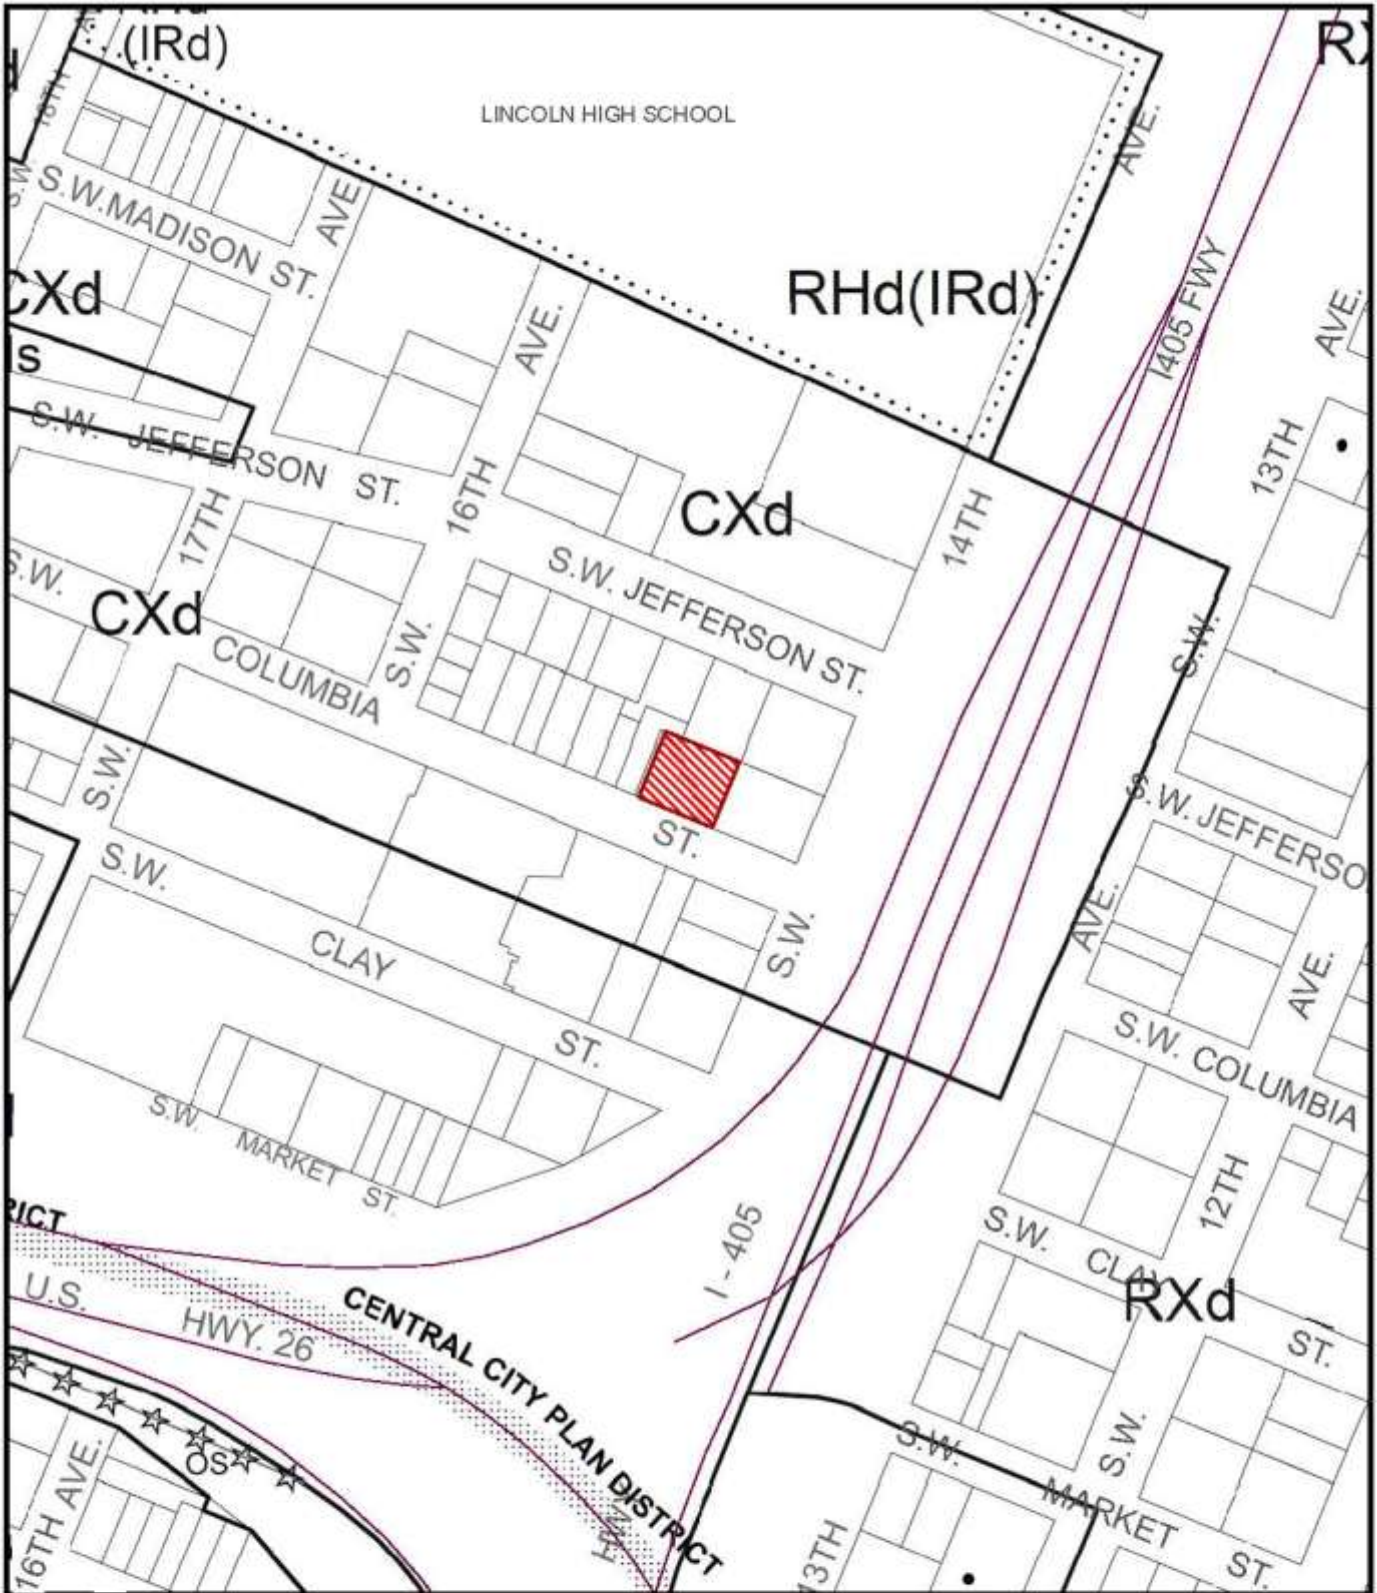 (IRd)
LINCOLN HIGH SCHOOL
18TH
S.W.
S.W. MADISON ST.
AVE.
AVE.
CXd
RHd(IRd)
I405 FWY
AVE.
AVE.
S.W. JEFFERSON ST.
16TH
17TH
CXd
14TH
13TH
S.W. JEFFERSON ST.
S.W.
CXd
COLUMBIA
S.W.
S.W.
S.W.
ST.
S.W. JEFFERSO
S.W.
CLAY
ST.
S.W.
AVE.
AVE.
S.W. COLUMBIA
S.W. MARKET ST.
12TH
RICT
I - 405
S.W. CLAY
RXd
ST.
U.S.
HWY. 26
CENTRAL CITY PLAN DISTRICT
OS
16TH AVE.
S.W.
S.W.
MARKET
ST.
13TH